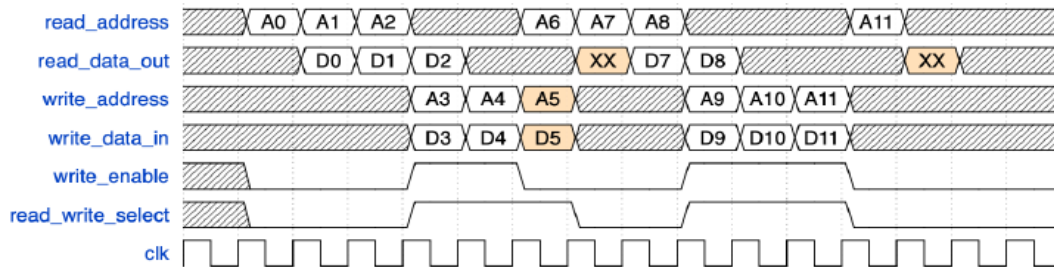 read_address A0 A1 A2 A6 A7 A8 A11
read_data_out D0 D1 D2 XX D7 D8 XX
write_address A3 A4 A5 A9 A10 A11
write_data_in D3 D4 D5 D9 D10 D11
write_enable
read_write_select
clk